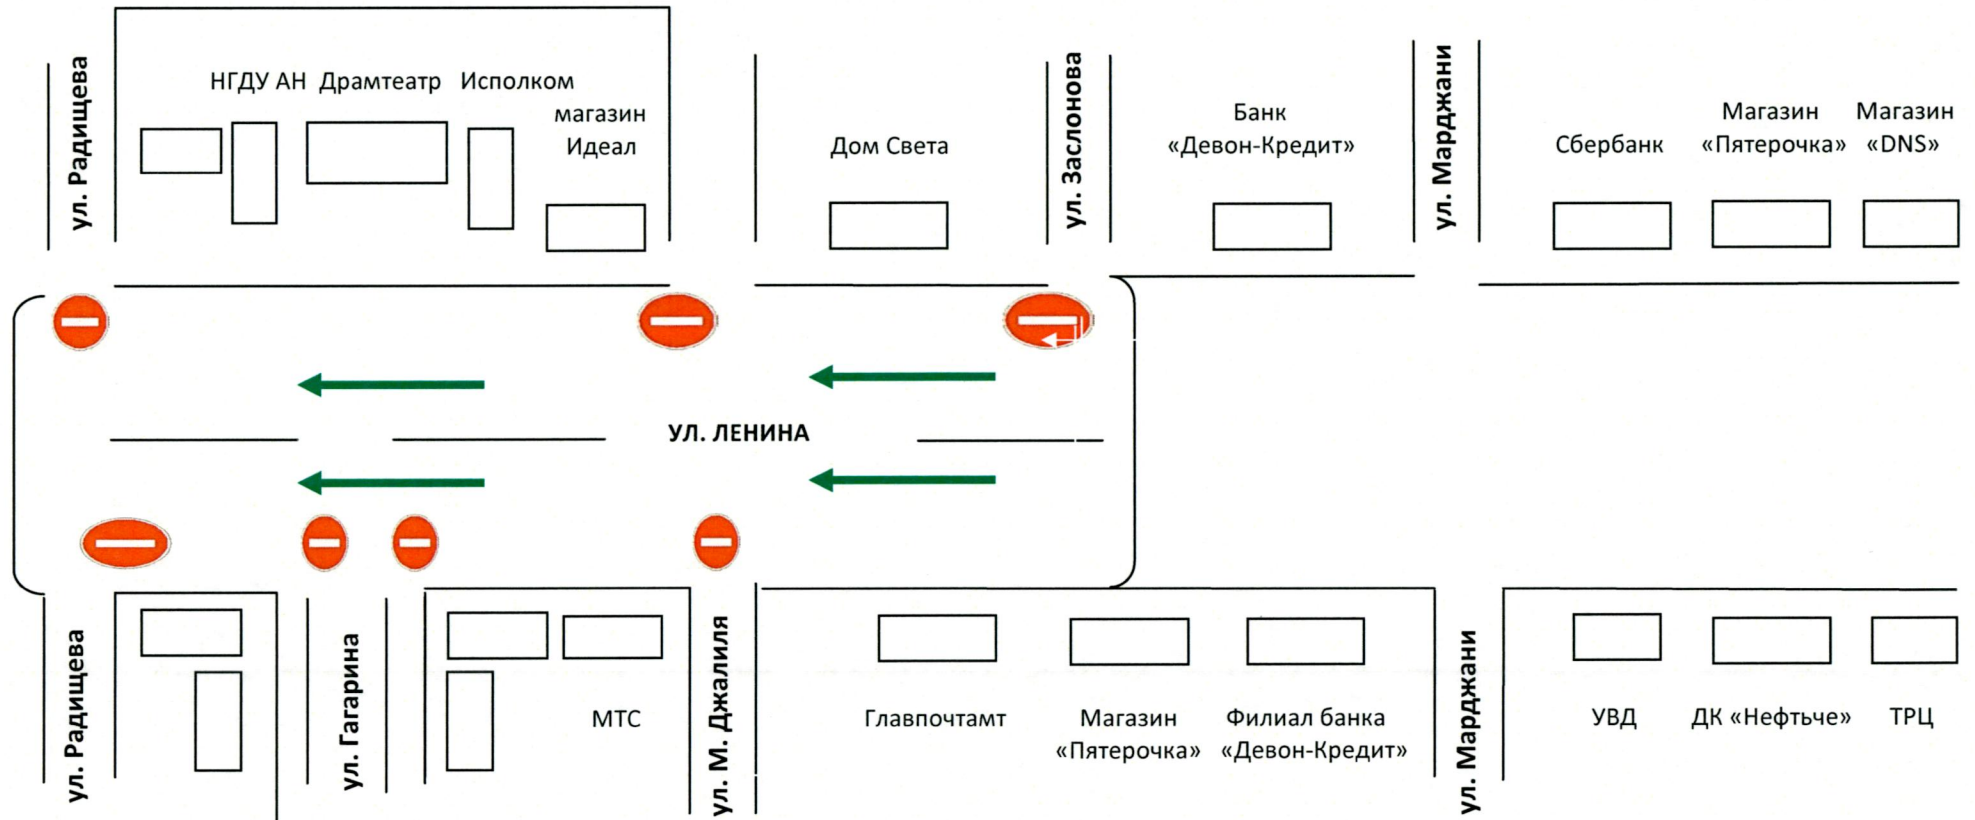 ул. Радищева
НГДУ АН
Драмтеатр
Исполком
магазин
Идеал
Дом Света
ул. Заслонова
Банк
«Девон-Кредит»
ул. Марджани
Сбербанк
Магазин
«Пятерочка»
Магазин
«DNS»
УЛ. ЛЕНИНА
ул. Радищева
ул. Гагарина
МТС
ул. М. Джалиля
Главпочтамт
Магазин
«Пятерочка»
Филиал банка
«Девон-Кредит»
ул. Марджани
УВД
ДК «Нефтьче»
ТРЦ